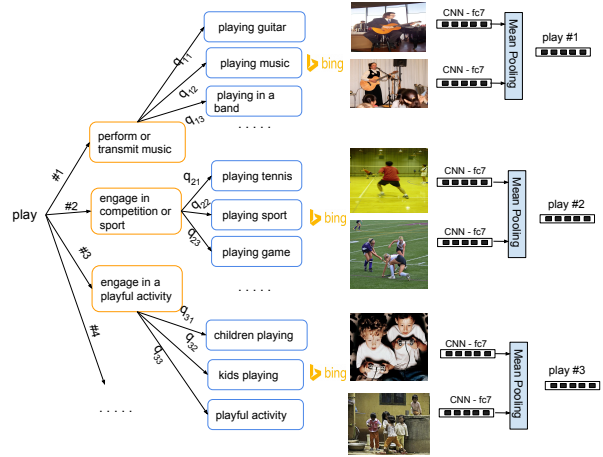 playing guitar
q11
playing music
q12
playing in a
band
q13
. . . . .
bing
CNN - fc7
CNN - fc7
Mean Pooling
play #1
perform or
transmit music
#1
play
#2
engage in
competition or
sport
q21
playing tennis
q22
playing sport
q23
playing game
. . . . .
bing
CNN - fc7
CNN - fc7
Mean Pooling
play #2
#3
engage in a
playful activity
#4
q31
children playing
q32
kids playing
q33
playful activity
. . . . .
bing
CNN - fc7
CNN - fc7
Mean Pooling
play #3